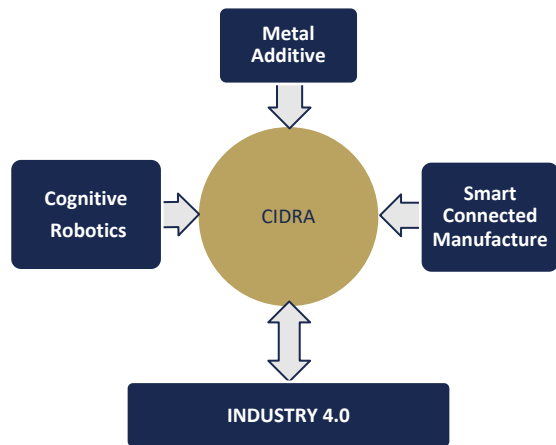 Metal
Additive
Cognitive
Robotics
CIDRA
Smart
Connected
Manufacture
INDUSTRY 4.0